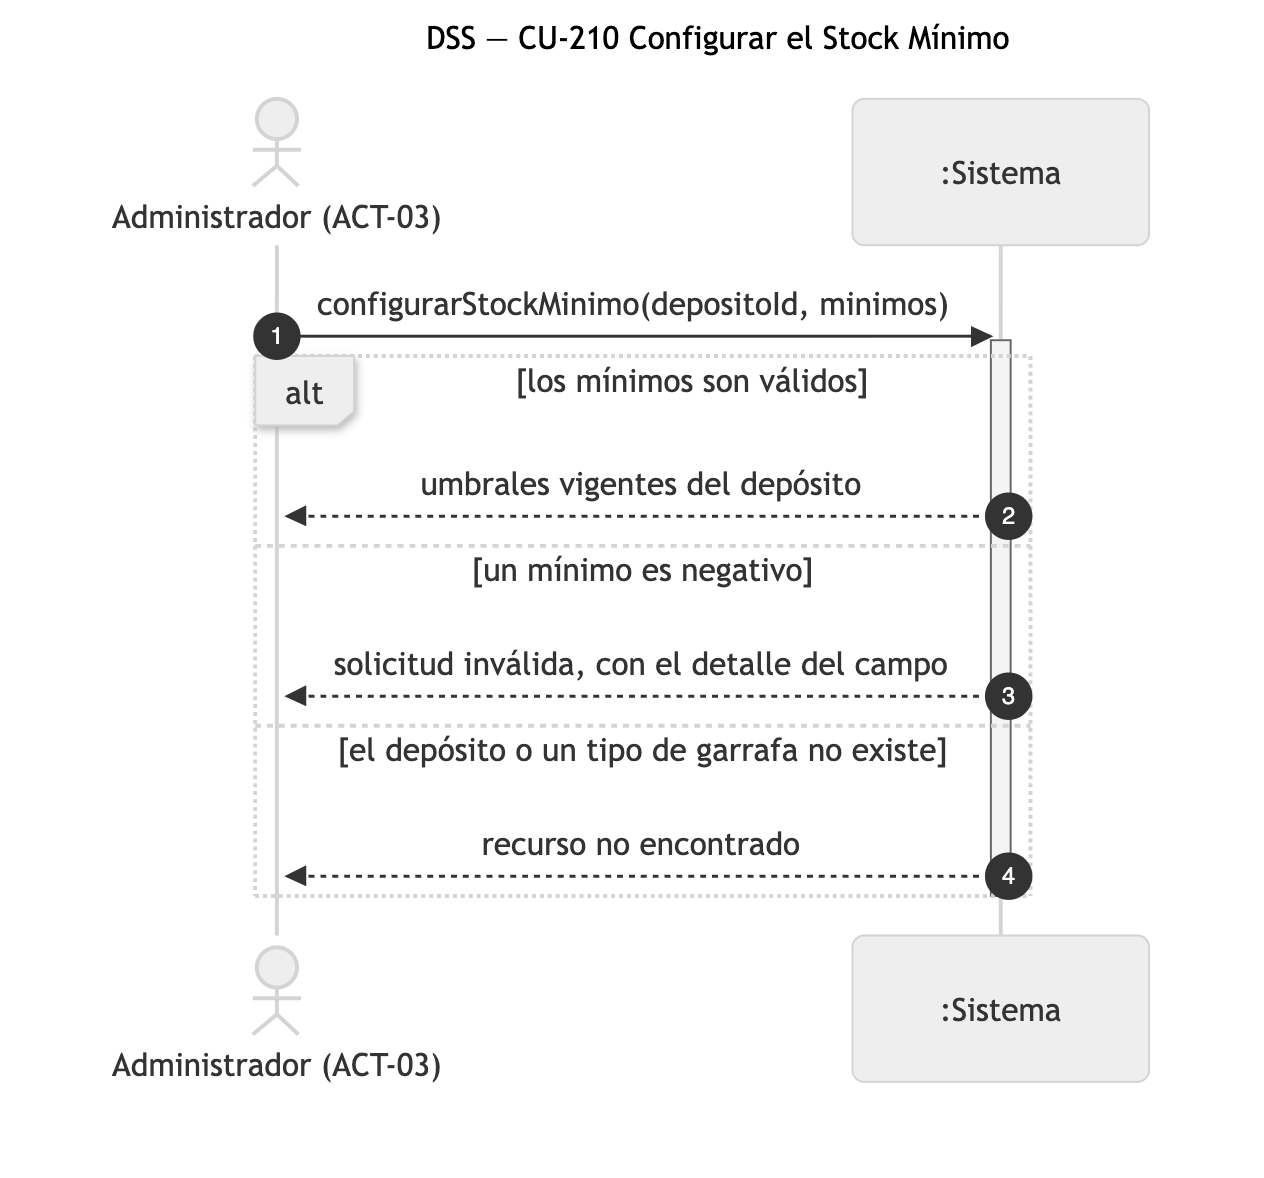 DSS — CU-210 Configurar el Stock Mínimo
Administrador (ACT-03)
:Sistema
configurarStockMinimo(depositoId, minimos)
1
alt
[los mínimos son válidos]
umbrales vigentes del depósito
2
[un mínimo es negativo]
solicitud inválida, con el detalle del campo
3
[el depósito o un tipo de garrafa no existe]
recurso no encontrado
4
Administrador (ACT-03)
:Sistema